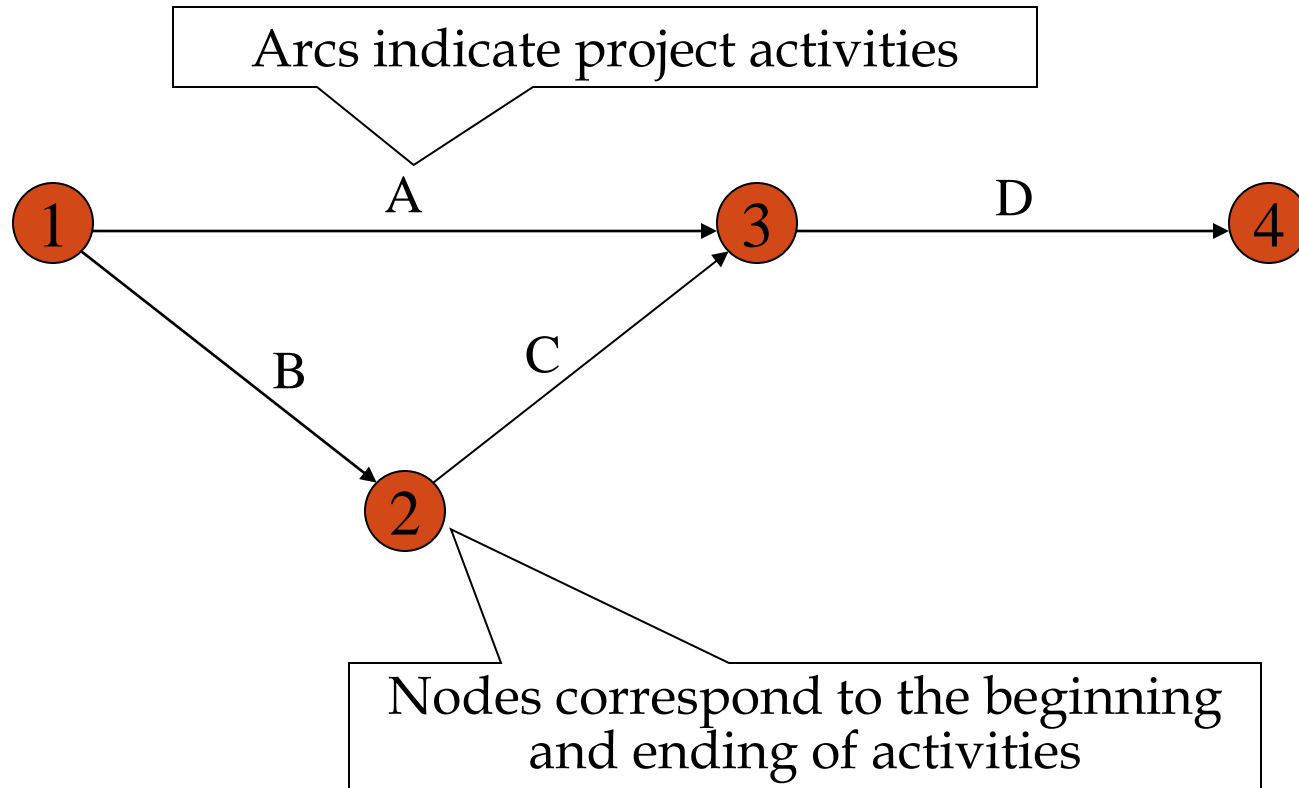 Arcs indicate project activities
A
D
1
3
4
B
C
2
Nodes correspond to the beginning
and ending of activities